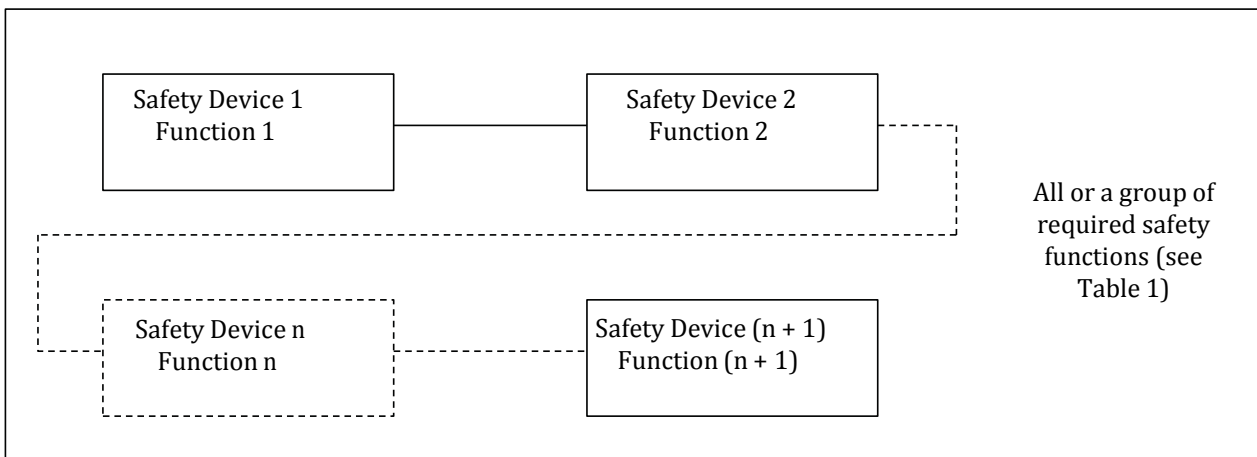 Safety Device 1
Function 1
Safety Device 2
Function 2
All or a group of
required safety
functions (see
Table 1)
Safety Device n
Function n
Safety Device (n + 1)
Function (n + 1)